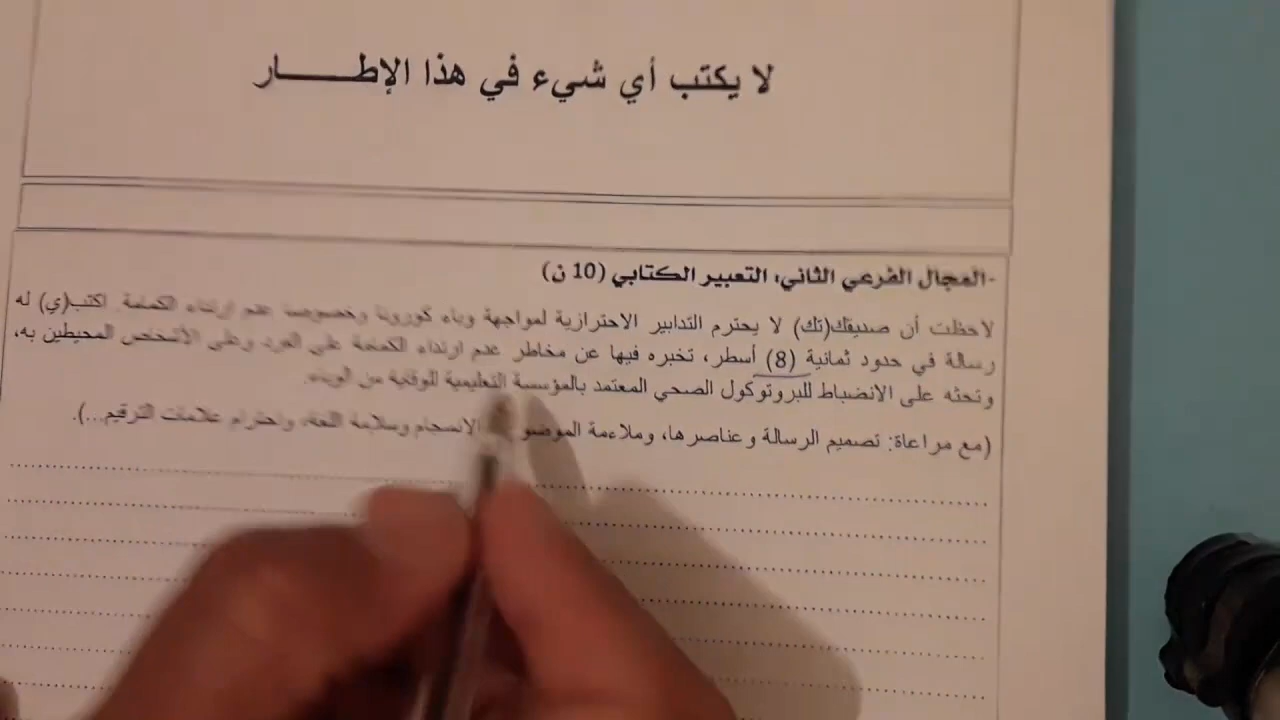 لا يكتب أي شيء في هذا الإطــــــار
-المجال الفرعي الثاني: التعبير الكتابي (10 ن)
لاحظت أن صديقك(تك) لا يحترم التدابير الاحترازية لمواجهة وباء كورونا وخصوصا عدم ارتداء الكمامة. اكتب(ي) له
رسالة في حدود ثمانية (8) أسطر، تخبره فيها عن مخاطر عدم ارتداء الكمامة على الفرد وعلى الأشخاص المحيطين به،
وتحثه على الانضباط للبروتوكول الصحي المعتمد بالمؤسسة التعليمية للوقاية من الوباء.
(مع مراعاة: تصميم الرسالة وعناصرها، وملاءمة الانسجام وسلامة اللغة، واحترام علامات الترقيم...).